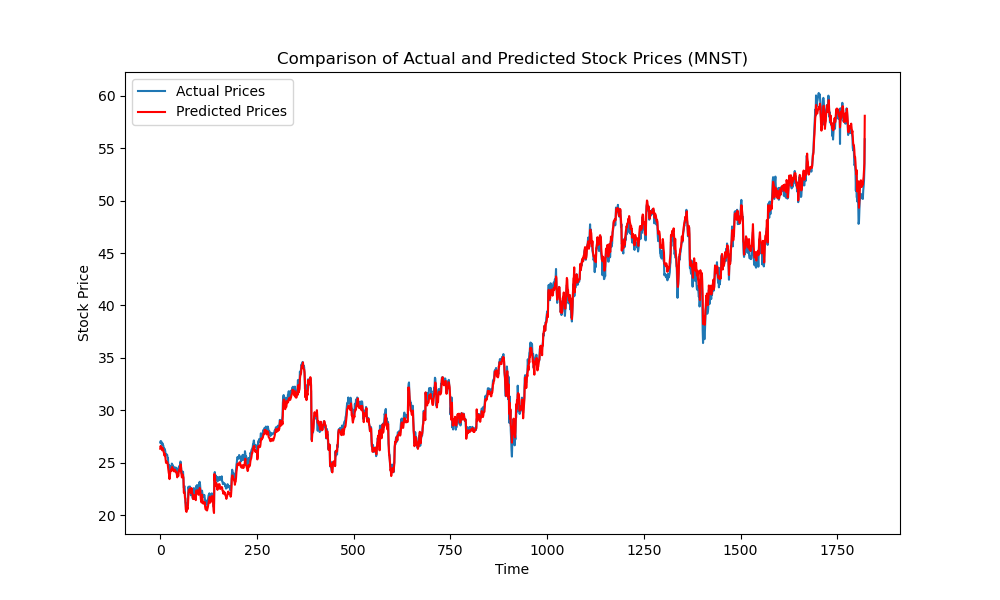 Comparison of Actual and Predicted Stock Prices (MNST)
Actual Prices
Predicted Prices
60
55
50
45
40
35
30
25
20
Stock Price
0 250 500 750 1000 1250 1500 1750
Time